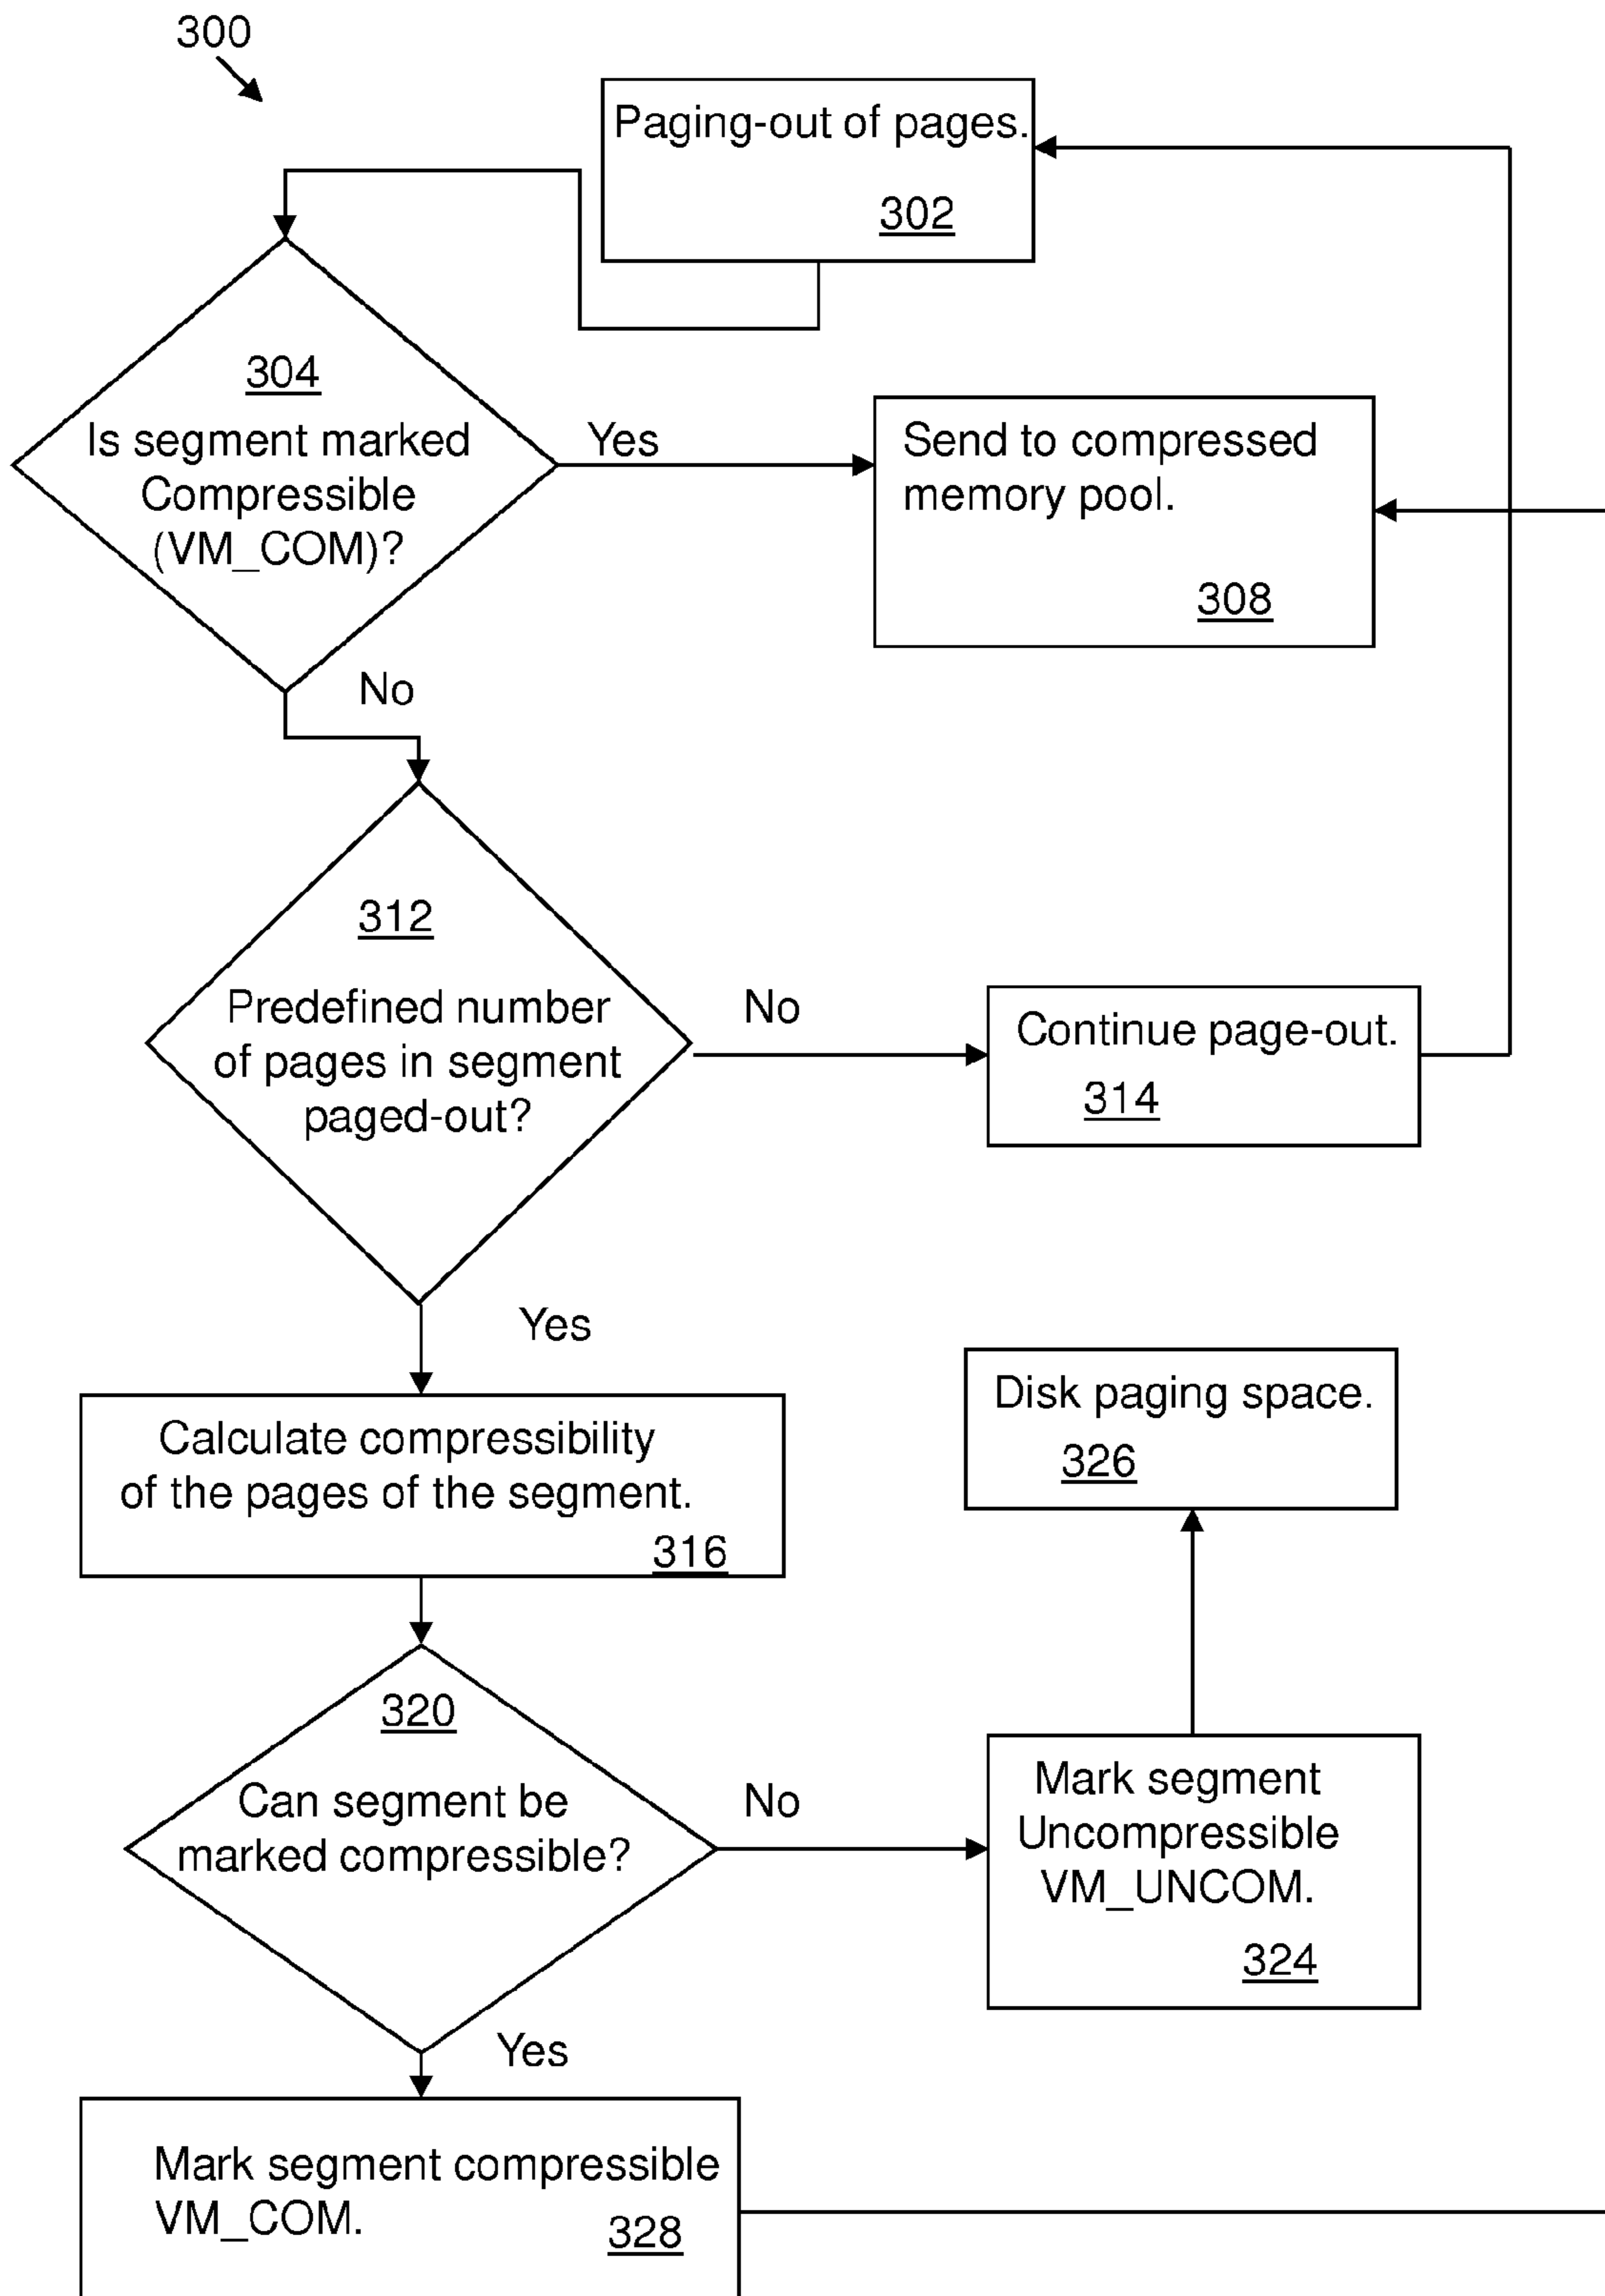 300
Paging-out of pages.
302
304
Is segment marked
Compressible
(VM_COM)?
Yes
Send to compressed
memory pool.
308
No
312
Predefined number
of pages in segment
paged-out?
No
Continue page-out.
314
Yes
Calculate compressibility
of the pages of the segment.
316
Disk paging space.
326
320
Can segment be
marked compressible?
No
Mark segment
Uncompressible
VM_UNCOM.
324
Yes
Mark segment compressible
VM_COM.
328